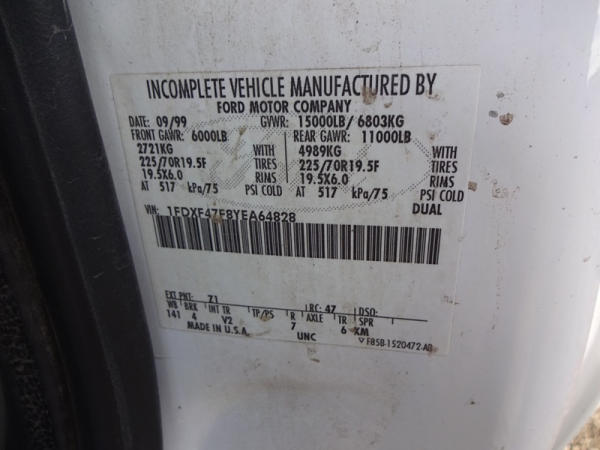 INCOMPLETE VEHICLE MANUFACTURED BY
FORD MOTOR COMPANY
DATE: 09/99 GVWR: 15000LB/ 6803KG
FRONT GAWR: 6000LB REAR GAWR: 11000LB
2721KG WITH 4989KG WITH
225/70R19.5F TIRES 225/70R19.5F TIRES
19.5X6.0 RIMS 19.5X6.0 RIMS
AT 517 kPa/75 PSI COLD AT 517 kPa/75 PSI COLD
DUAL
VIN: 1FDXF47F8YEA64828
EXT PNT: Z1 RC: 47 DSO:
WB BRK INT TR TP/PS R AXLE TR SPR
141 4 V2 7 6 KM
MADE IN U.S.A. UNC
F85B-1520472-AB